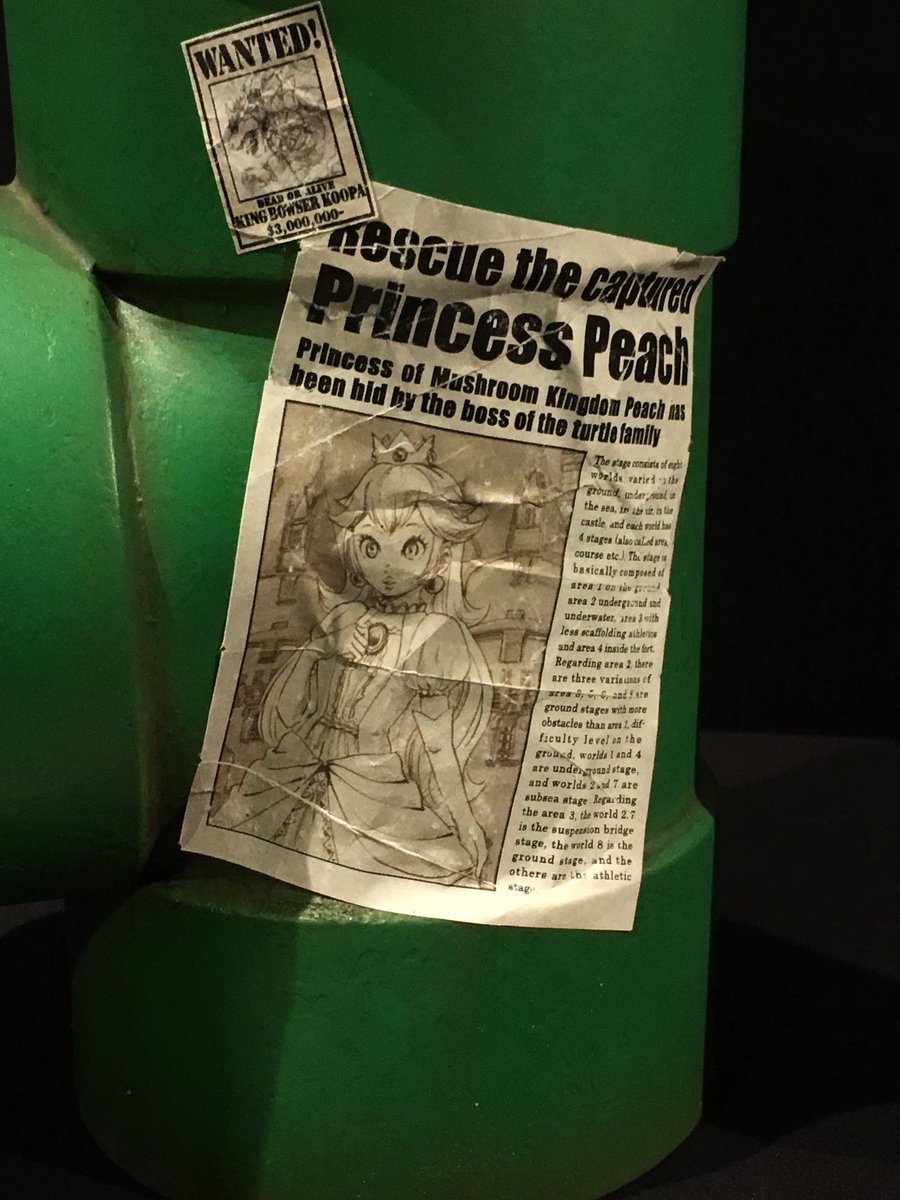 WANTED!
DEAD OR ALIVE
KING BOWSER KOOPA
$3,000,000-
Rescue the captured
Princess Peach
Princess of Mushroom Kingdom Peach has
been hid by the boss of the turtle family
The stage consists of eight
worlds varied to the
ground, underground, in
the sea, in the air, in the
castle, and each world has
4 stages (also called area,
course etc.). The stage is
basically composed of
area 1 on the ground,
area 2 underground and
underwater, area 3 with
less scaffolding athletics
and area 4 inside the fort.
Regarding area 2, there
are three variations of
area 3, 5, 6, and 8 are
ground stages with more
obstacles than area 1, dif-
ficulty level on the
ground, worlds 1 and 4
are underground stage,
and worlds 2 and 7 are
subsea stage. Regarding
the area 3, the world 2,7
is the suspension bridge
stage, the world 8 is the
ground stage, and the
others are the athletic
stage.